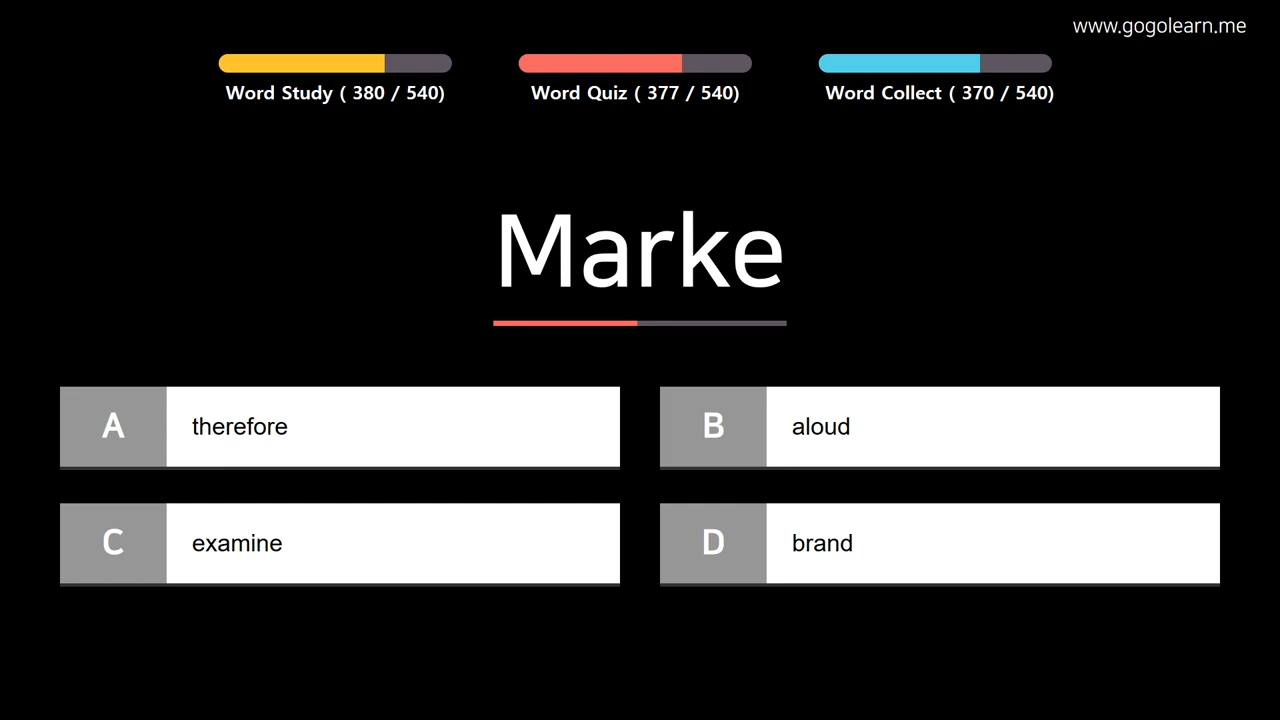 www.gogolearn.me
Word Study ( 380 / 540)
Word Quiz ( 377 / 540)
Word Collect ( 370 / 540)
Marke
A therefore
B aloud
C examine
D brand